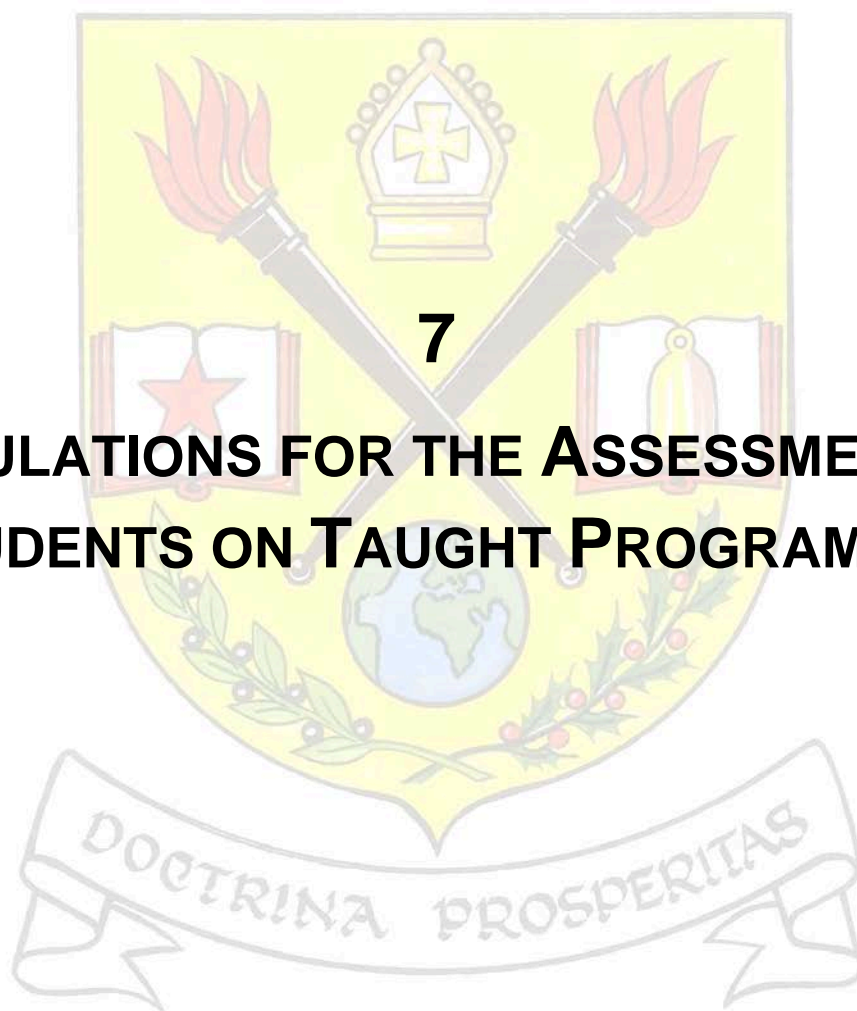 7
ULATIONS FOR THE ASSESSME
UDENTS ON TAUGHT PROGRAM
DOCTRINA PROSPERITAS